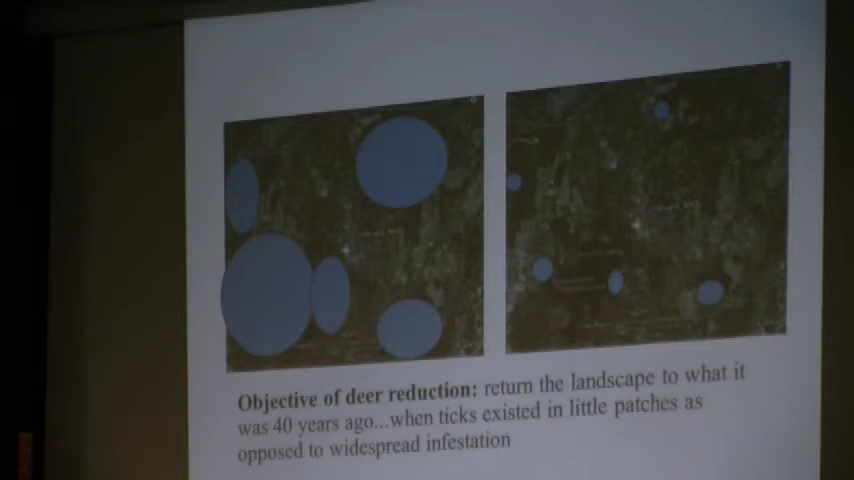 Objective of deer reduction: return the landscape to what it
was 40 years ago...when ticks existed in little patches as
opposed to widespread infestation